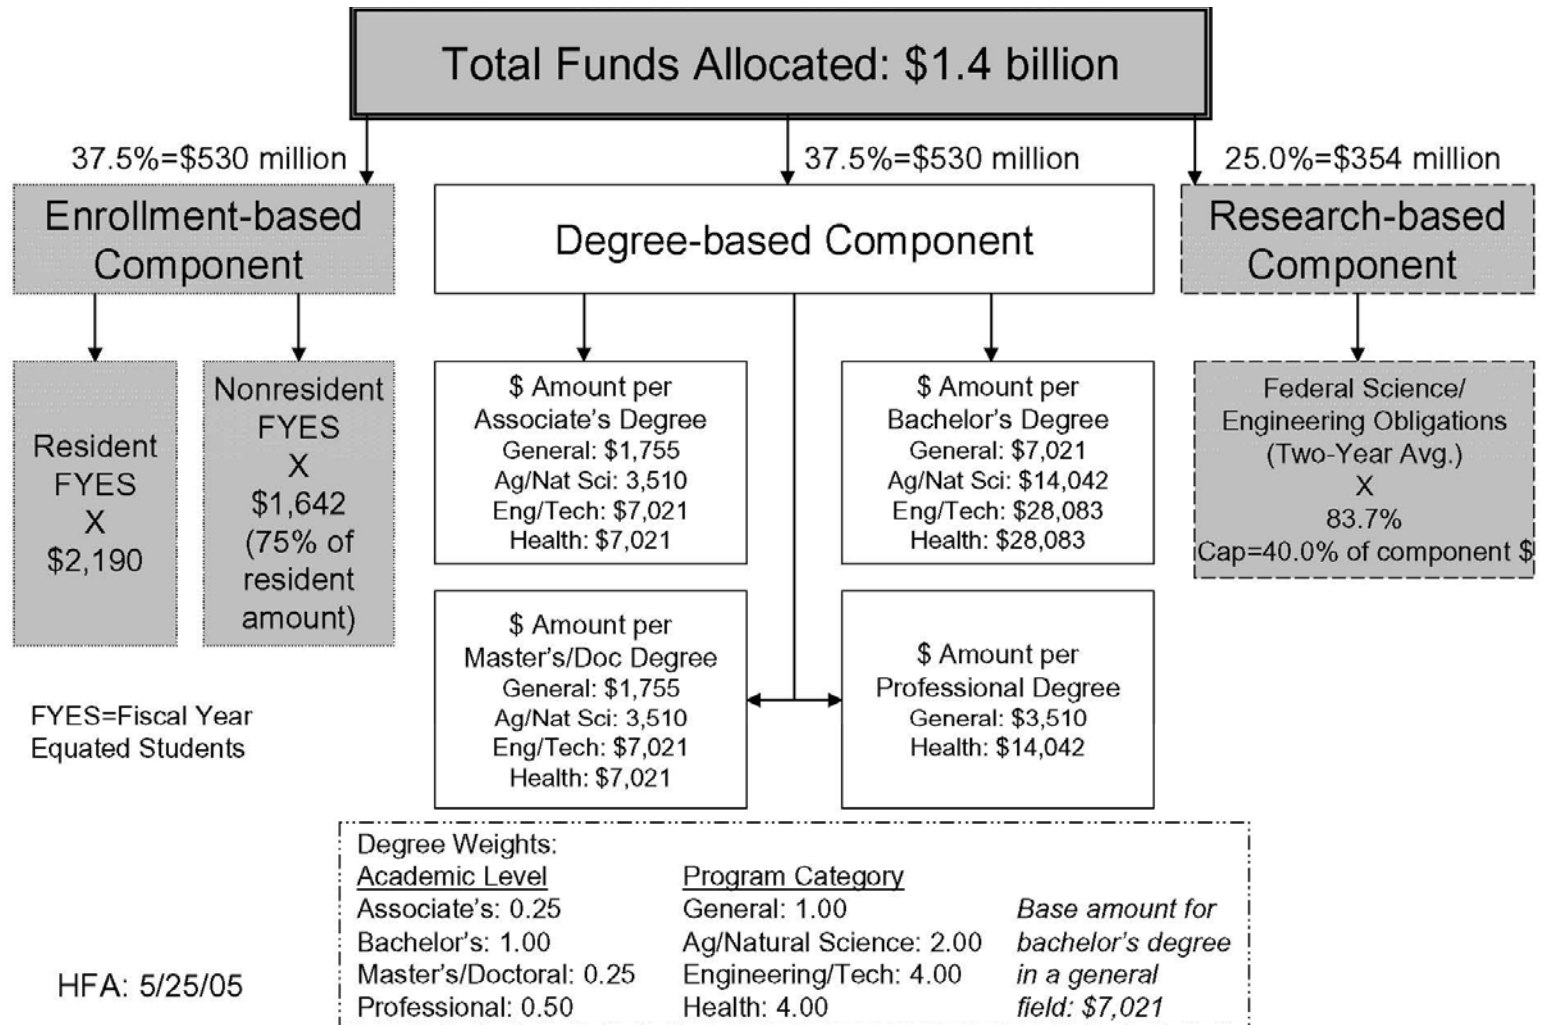 Total Funds Allocated: $1.4 billion
37.5%=$530 million
37.5%=$530 million
25.0%=$354 million
Enrollment-based
Component
Degree-based Component
Research-based
Component
Resident
FYES
X
$2,190
Nonresident
FYES
X
$1,642
(75% of
resident
amount)
$ Amount per
Associate's Degree
General: $1,755
Ag/Nat Sci: 3,510
Eng/Tech: $7,021
Health: $7,021
$ Amount per
Bachelor's Degree
General: $7,021
Ag/Nat Sci: $14,042
Eng/Tech: $28,083
Health: $28,083
Federal Science/
Engineering Obligations
(Two-Year Avg.)
X
83.7%
Cap=40.0% of component $
$ Amount per
Master's/Doc Degree
General: $1,755
Ag/Nat Sci: 3,510
Eng/Tech: $7,021
Health: $7,021
$ Amount per
Professional Degree
General: $3,510
Health: $14,042
FYES=Fiscal Year
Equated Students
Degree Weights:
Academic Level
Associate's: 0.25
Bachelor's: 1.00
Master's/Doctoral: 0.25
Professional: 0.50
Program Category
General: 1.00
Ag/Natural Science: 2.00
Engineering/Tech: 4.00
Health: 4.00
Base amount for
bachelor's degree
in a general
field: $7,021
HFA: 5/25/05